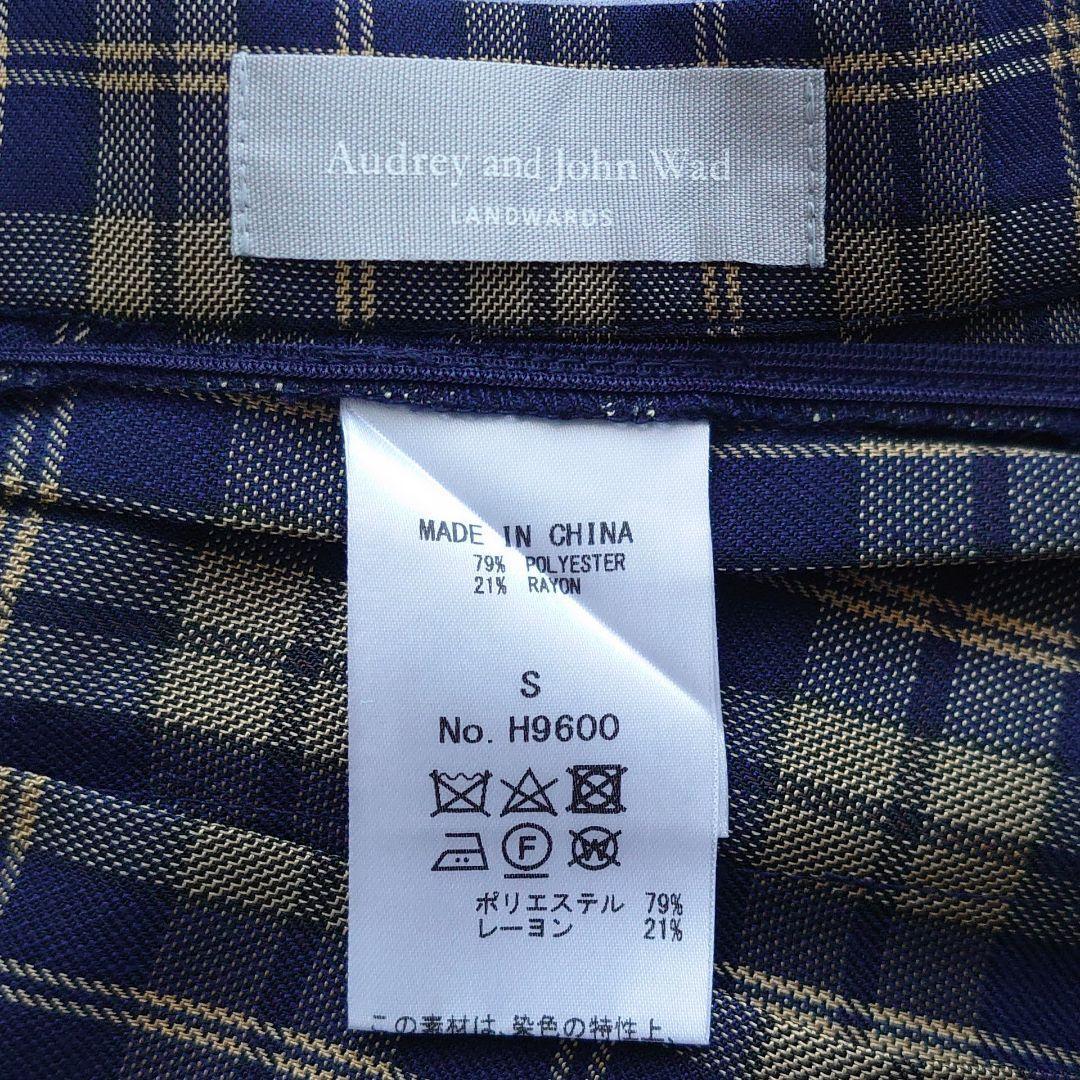 Audrey and John Wad
LANDWARDS
MADE IN CHINA
79% POLYESTER
21% RAYON
S
No. H9600
F
W
ポリエステル 79%
レーヨン 21%
この素材は、染色の特性上、